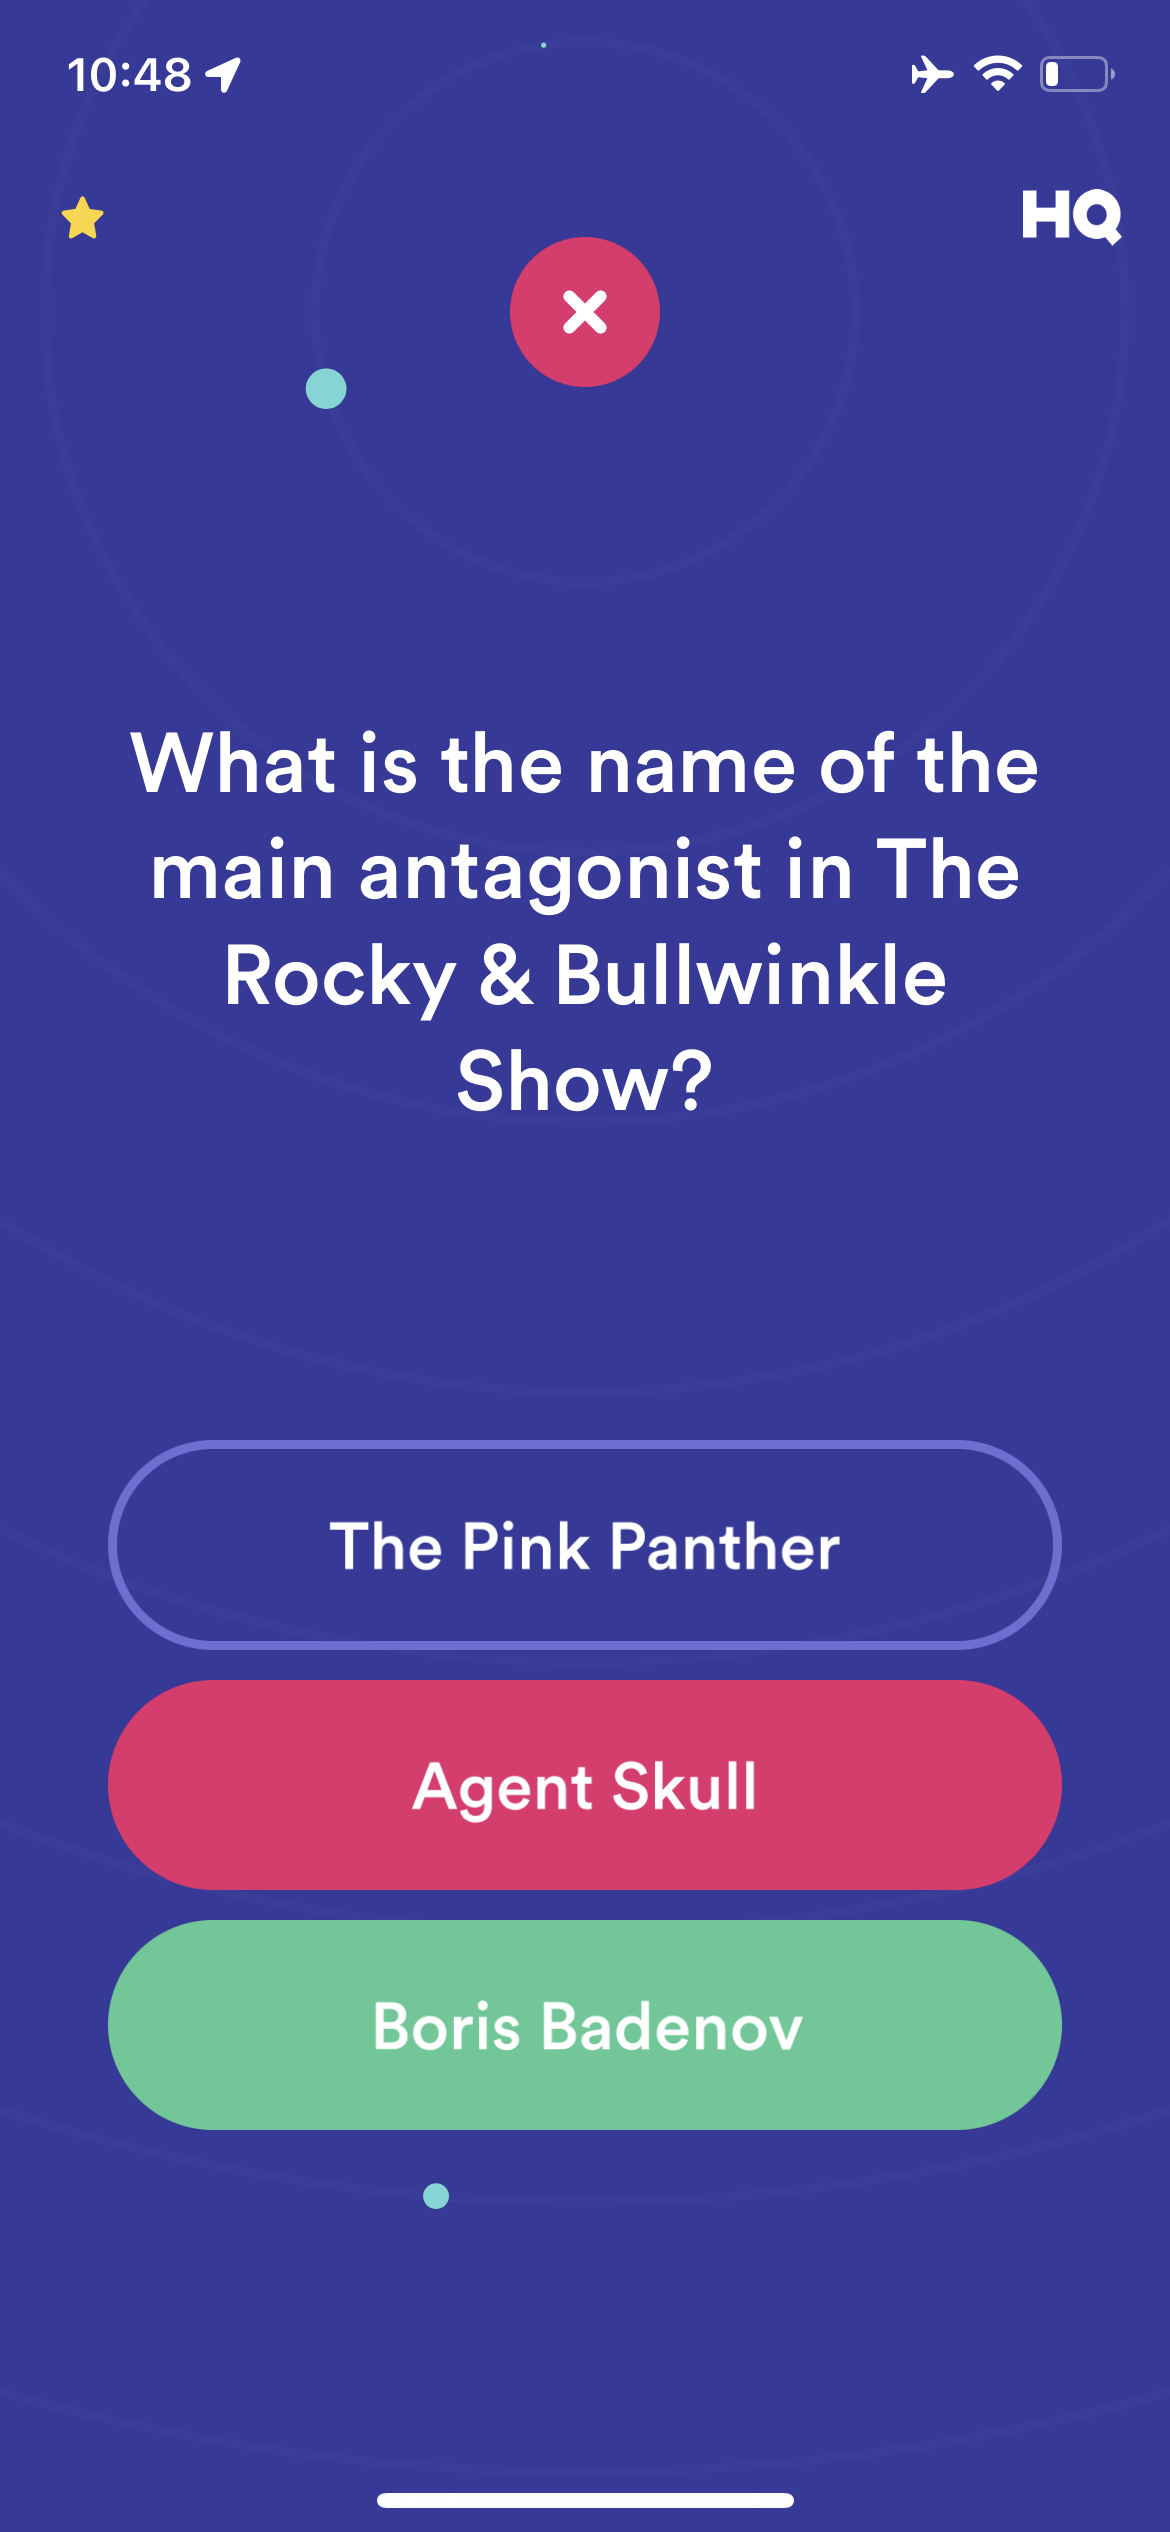 10:48
HQ
What is the name of the
main antagonist in The
Rocky & Bullwinkle
Show?
The Pink Panther
Agent Skull
Boris Badenov